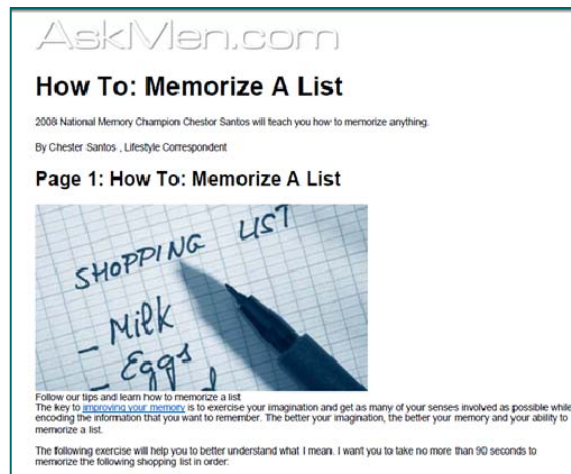 AskMen.com
How To: Memorize A List
2008 National Memory Champion Chestor Santos will teach you how to memorize anything.
By Chester Santos , Lifestyle Correspondent
Page 1: How To: Memorize A List
SHOPPING LIST
- Milk
- Eggs
Follow our tips and learn how to memorize a list
The key to improving your memory is to exercise your imagination and get as many of your senses involved as possible while
encoding the information that you want to remember. The better your imagination, the better your memory and your ability to
memorize a list.
The following exercise will help you to better understand what I mean. I want you to take no more than 90 seconds to
memorize the following shopping list in order: